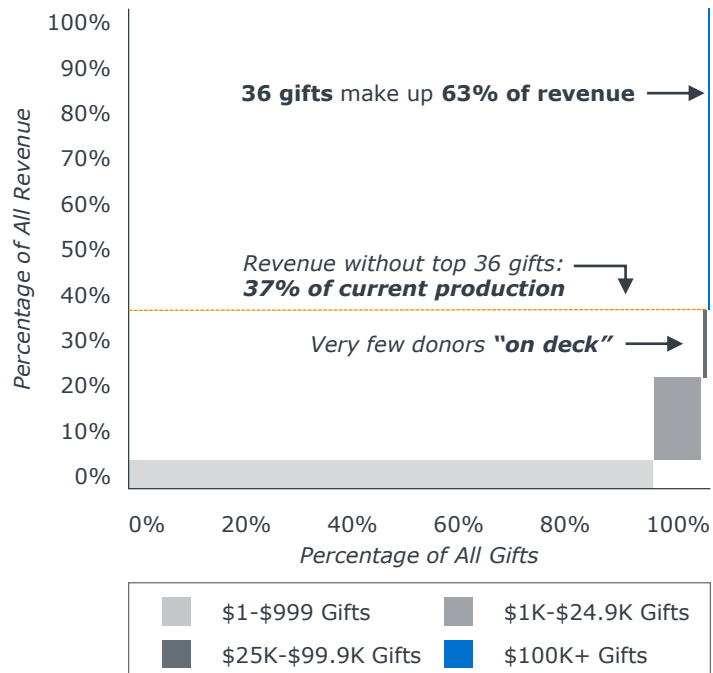 100%
90%
80%
70%
60%
50%
40%
30%
20%
10%
0%
Percentage of All Revenue
36 gifts make up 63% of revenue
Revenue without top 36 gifts:
37% of current production
Very few donors “on deck”
0% 20% 40% 60% 80% 100%
Percentage of All Gifts
$1-$999 Gifts $1K-$24.9K Gifts
$25K-$99.9K Gifts $100K+ Gifts